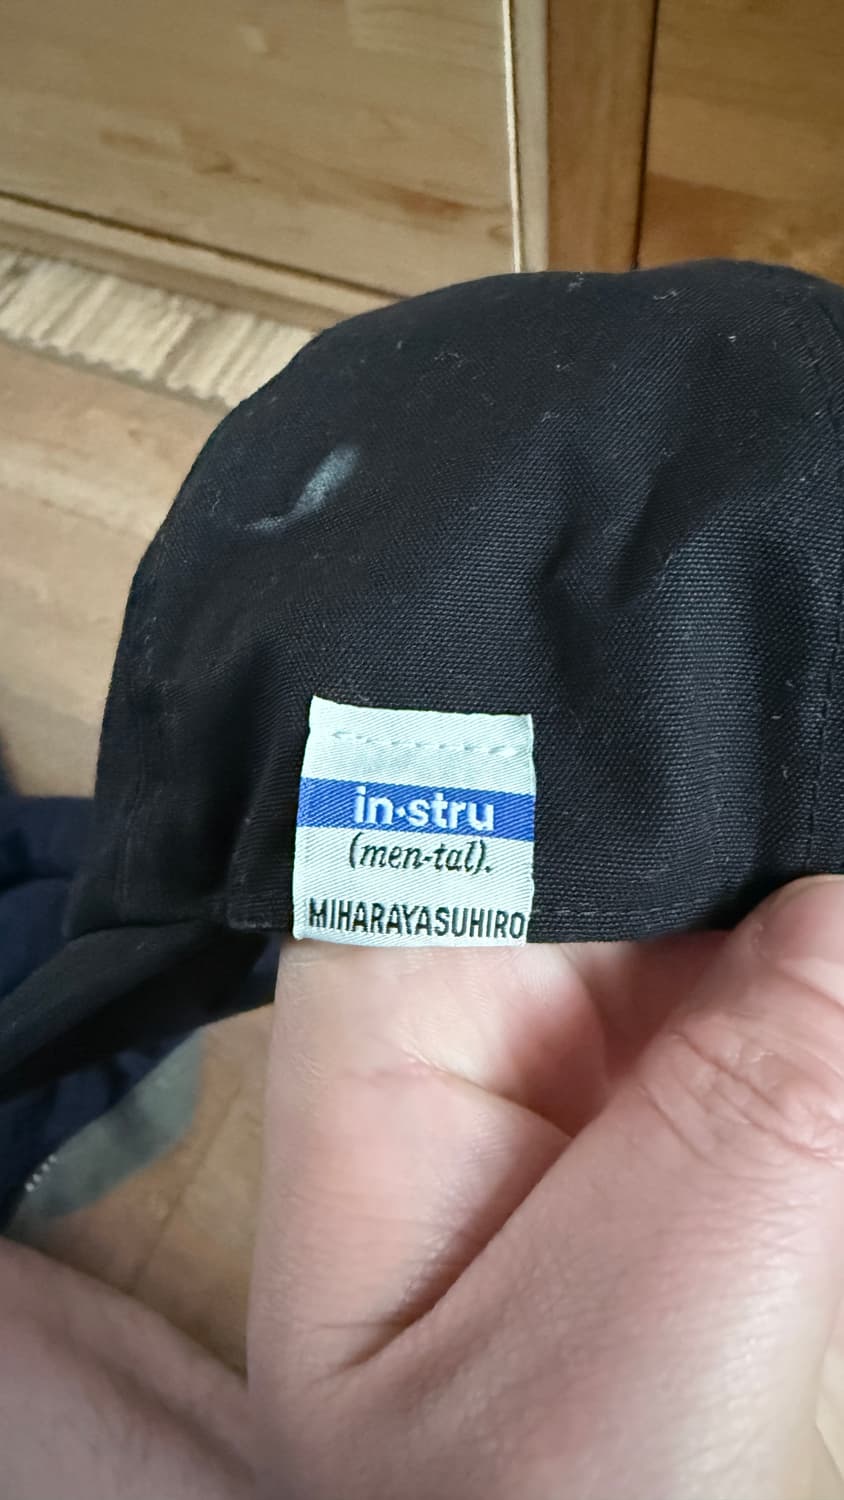 in·stru
(men-tal).
MIHARAYASUHIRO